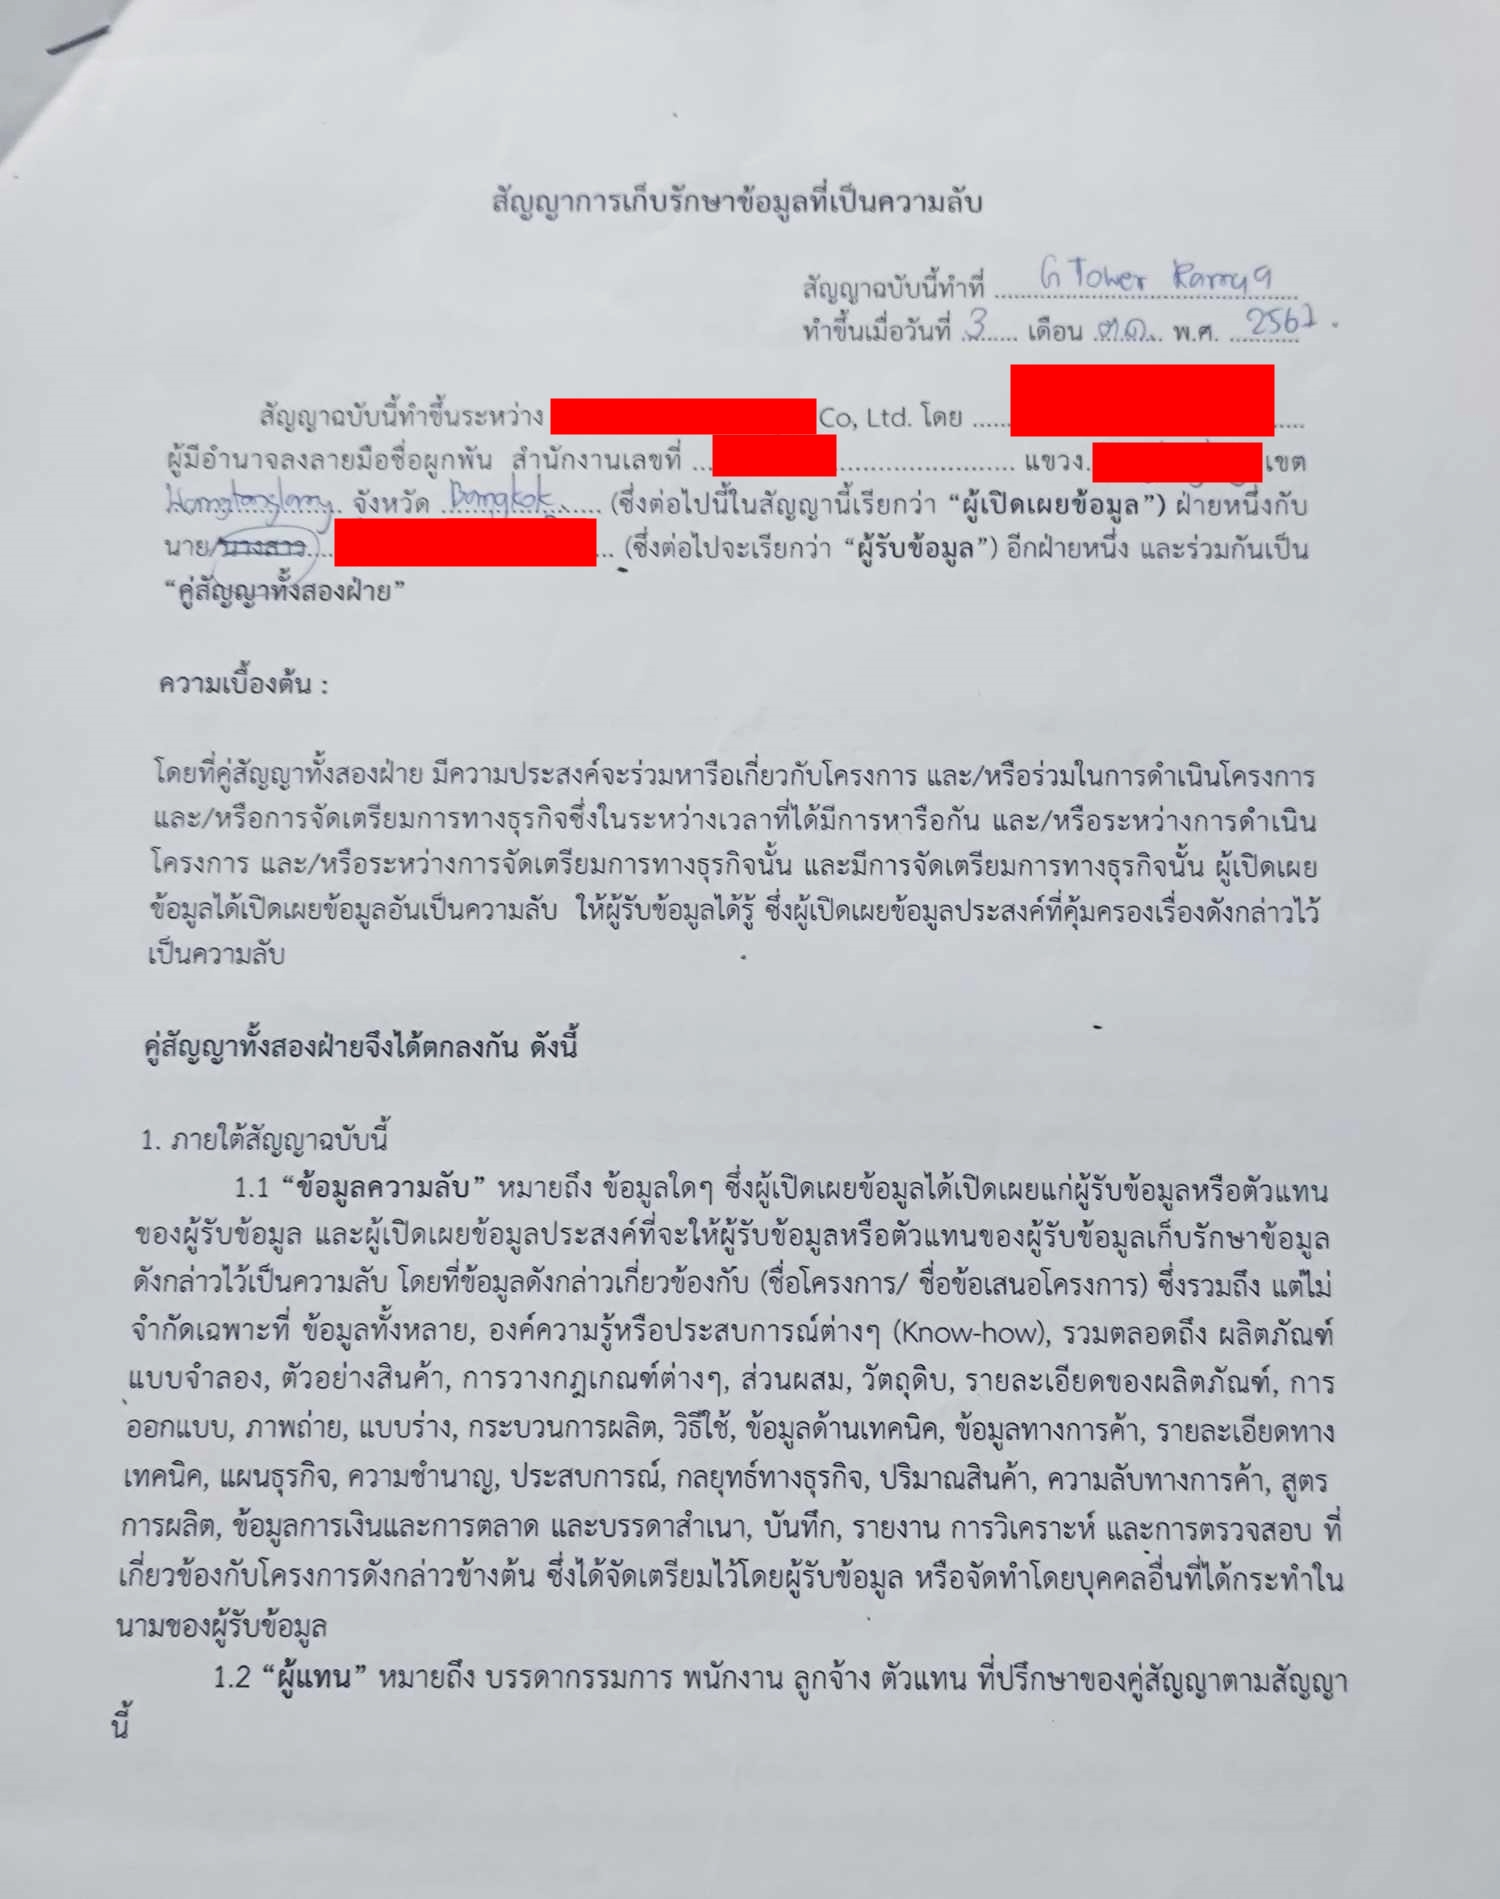 สัญญาการเก็บรักษาข้อมูลที่เป็นความลับ
สัญญาฉบับนี้ทำที่ G Tower Rama 9
ทำขึ้นเมื่อวันที่ 3 เดือน ต.ค. พ.ศ. 2567
สัญญาฉบับนี้ทำขึ้นระหว่าง Co, Ltd. โดย
ผู้มีอำนาจลงลายมือชื่อผูกพัน สำนักงานเลขที่ แขวง. เขต
จังหวัด Bangkok (ซึ่งต่อไปนี้ในสัญญานี้เรียกว่า “ผู้เปิดเผยข้อมูล”) ฝ่ายหนึ่งกับ
นาย/นางสาว (ซึ่งต่อไปจะเรียกว่า “ผู้รับข้อมูล”) อีกฝ่ายหนึ่ง และร่วมกันเป็น
“คู่สัญญาทั้งสองฝ่าย”
ความเบื้องต้น :
โดยที่คู่สัญญาทั้งสองฝ่าย มีความประสงค์จะร่วมหารือเกี่ยวกับโครงการ และ/หรือร่วมในการดำเนินโครงการ
และ/หรือการจัดเตรียมการทางธุรกิจซึ่งในระหว่างเวลาที่ได้มีการหารือกัน และ/หรือระหว่างการดำเนิน
โครงการ และ/หรือระหว่างการจัดเตรียมการทางธุรกิจนั้น และมีการจัดเตรียมการทางธุรกิจนั้น ผู้เปิดเผย
ข้อมูลได้เปิดเผยข้อมูลอันเป็นความลับ ให้ผู้รับข้อมูลได้รู้ ซึ่งผู้เปิดเผยข้อมูลประสงค์ที่คุ้มครองเรื่องดังกล่าวไว้
เป็นความลับ
คู่สัญญาทั้งสองฝ่ายจึงได้ตกลงกัน ดังนี้
1. ภายใต้สัญญาฉบับนี้
1.1 “ข้อมูลความลับ” หมายถึง ข้อมูลใดๆ ซึ่งผู้เปิดเผยข้อมูลได้เปิดเผยแก่ผู้รับข้อมูลหรือตัวแทน
ของผู้รับข้อมูล และผู้เปิดเผยข้อมูลประสงค์ที่จะให้ผู้รับข้อมูลหรือตัวแทนของผู้รับข้อมูลเก็บรักษาข้อมูล
ดังกล่าวไว้เป็นความลับ โดยที่ข้อมูลดังกล่าวเกี่ยวข้องกับ (ชื่อโครงการ/ ชื่อข้อเสนอโครงการ) ซึ่งรวมถึง แต่ไม่
จำกัดเฉพาะที่ ข้อมูลทั้งหลาย, องค์ความรู้หรือประสบการณ์ต่างๆ (Know-how), รวมตลอดถึง ผลิตภัณฑ์
แบบจำลอง, ตัวอย่างสินค้า, การวางกฎเกณฑ์ต่างๆ, ส่วนผสม, วัตถุดิบ, รายละเอียดของผลิตภัณฑ์, การ
ออกแบบ, ภาพถ่าย, แบบร่าง, กระบวนการผลิต, วิธีใช้, ข้อมูลด้านเทคนิค, ข้อมูลทางการค้า, รายละเอียดทาง
เทคนิค, แผนธุรกิจ, ความชำนาญ, ประสบการณ์, กลยุทธ์ทางธุรกิจ, ปริมาณสินค้า, ความลับทางการค้า, สูตร
การผลิต, ข้อมูลการเงินและการตลาด และบรรดาสำเนา, บันทึก, รายงาน การวิเคราะห์ และการตรวจสอบ ที่
เกี่ยวข้องกับโครงการดังกล่าวข้างต้น ซึ่งได้จัดเตรียมไว้โดยผู้รับข้อมูล หรือจัดทำโดยบุคคลอื่นที่ได้กระทำใน
นามของผู้รับข้อมูล
1.2 “ผู้แทน” หมายถึง บรรดากรรมการ พนักงาน ลูกจ้าง ตัวแทน ที่ปรึกษาของคู่สัญญาตามสัญญา
นี้